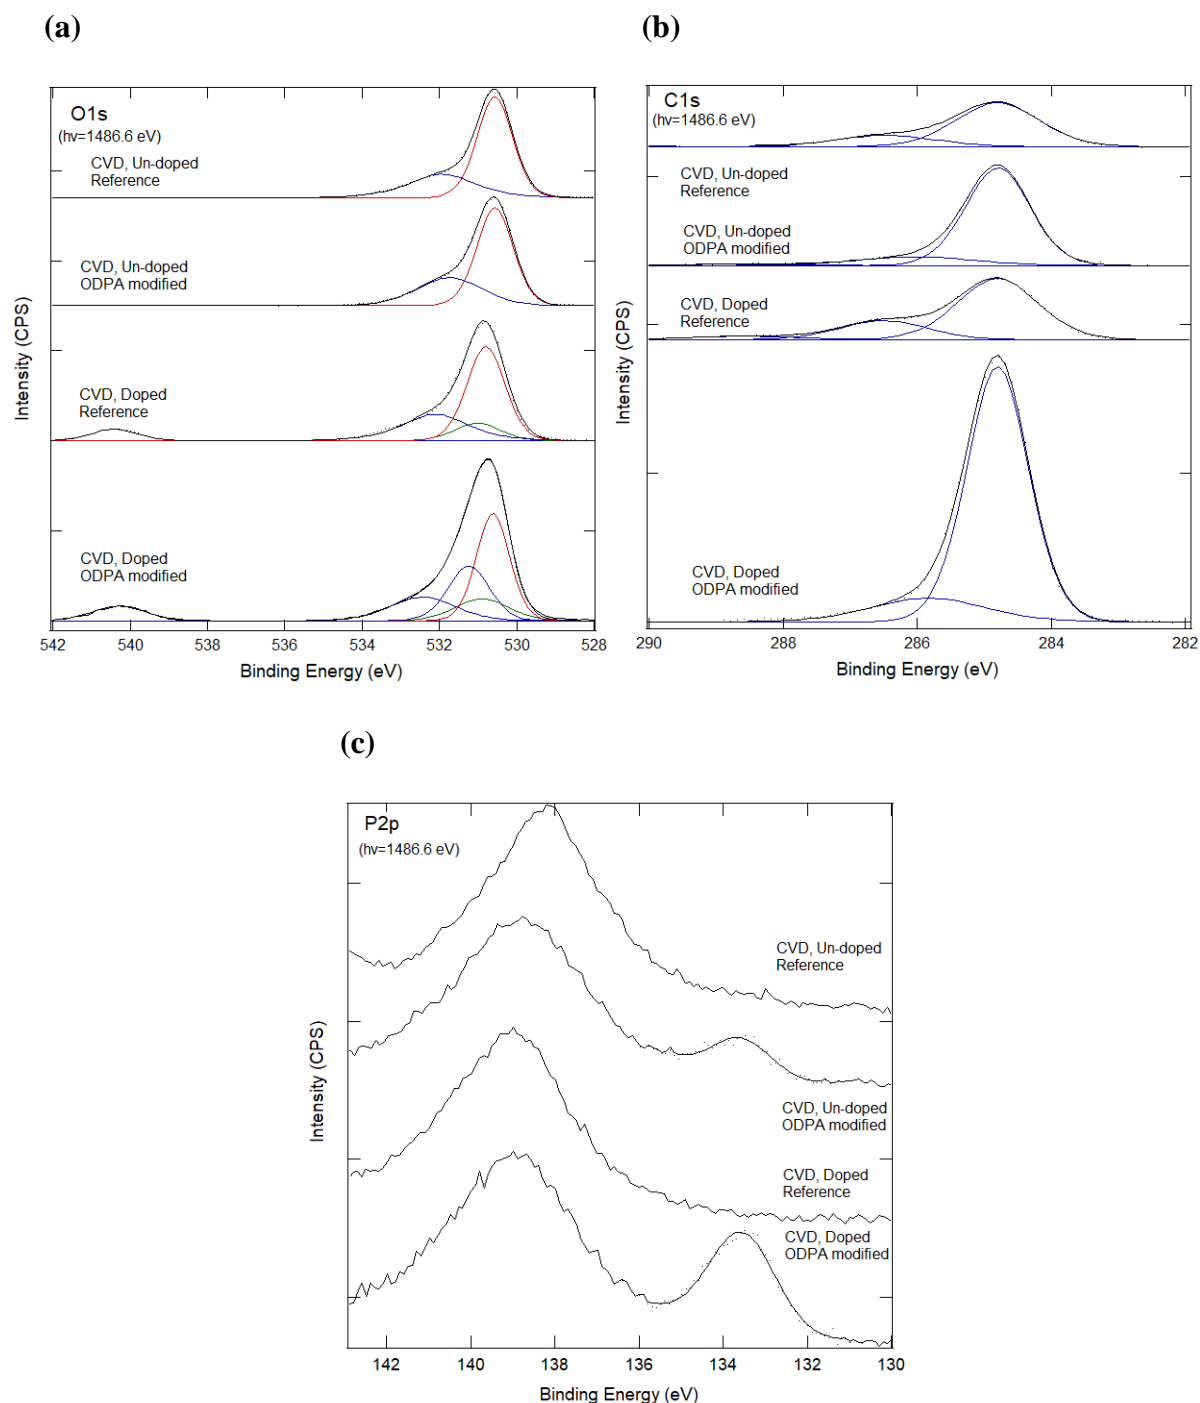 (a)
O1s
(hv=1486.6 eV)
CVD, Un-doped
Reference
CVD, Un-doped
ODPA modified
CVD, Doped
Reference
CVD, Doped
ODPA modified
Intensity (CPS)
542 540 538 536 534 532 530 528
Binding Energy (eV)
(b)
C1s
(hv=1486.6 eV)
CVD, Un-doped
Reference
CVD, Un-doped
ODPA modified
CVD, Doped
Reference
CVD, Doped
ODPA modified
Intensity (CPS)
290 288 286 284 282
Binding Energy (eV)
(c)
P2p
(hv=1486.6 eV)
CVD, Un-doped
Reference
CVD, Un-doped
ODPA modified
CVD, Doped
Reference
CVD, Doped
ODPA modified
Intensity (CPS)
142 140 138 136 134 132 130
Binding Energy (eV)